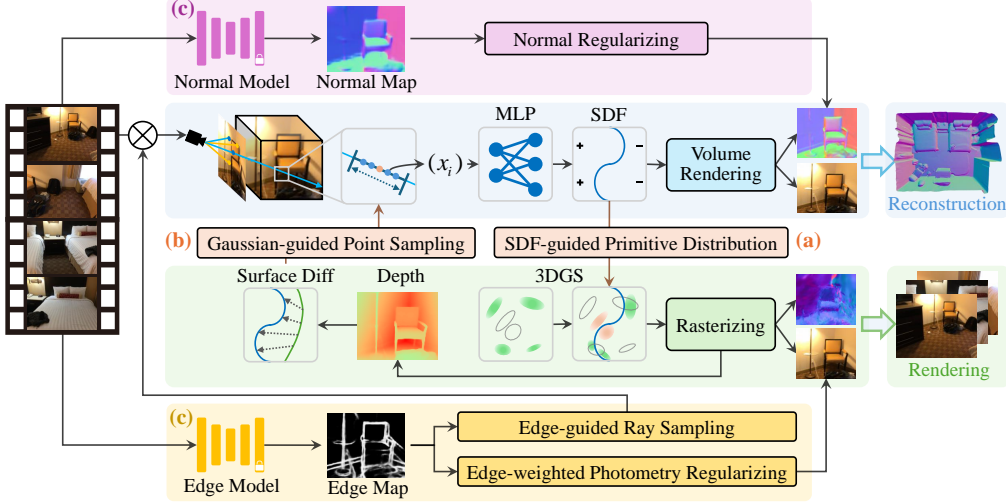 (c)
Normal Model
Normal Map
Normal Regularizing
(x_i)
MLP
SDF
+ −
+ −
Volume
Rendering
Reconstruction
(b)
Gaussian-guided Point Sampling
SDF-guided Primitive Distribution
(a)
Surface Diff
Depth
3DGS
Rasterizing
Rendering
(c)
Edge Model
Edge Map
Edge-guided Ray Sampling
Edge-weighted Photometry Regularizing